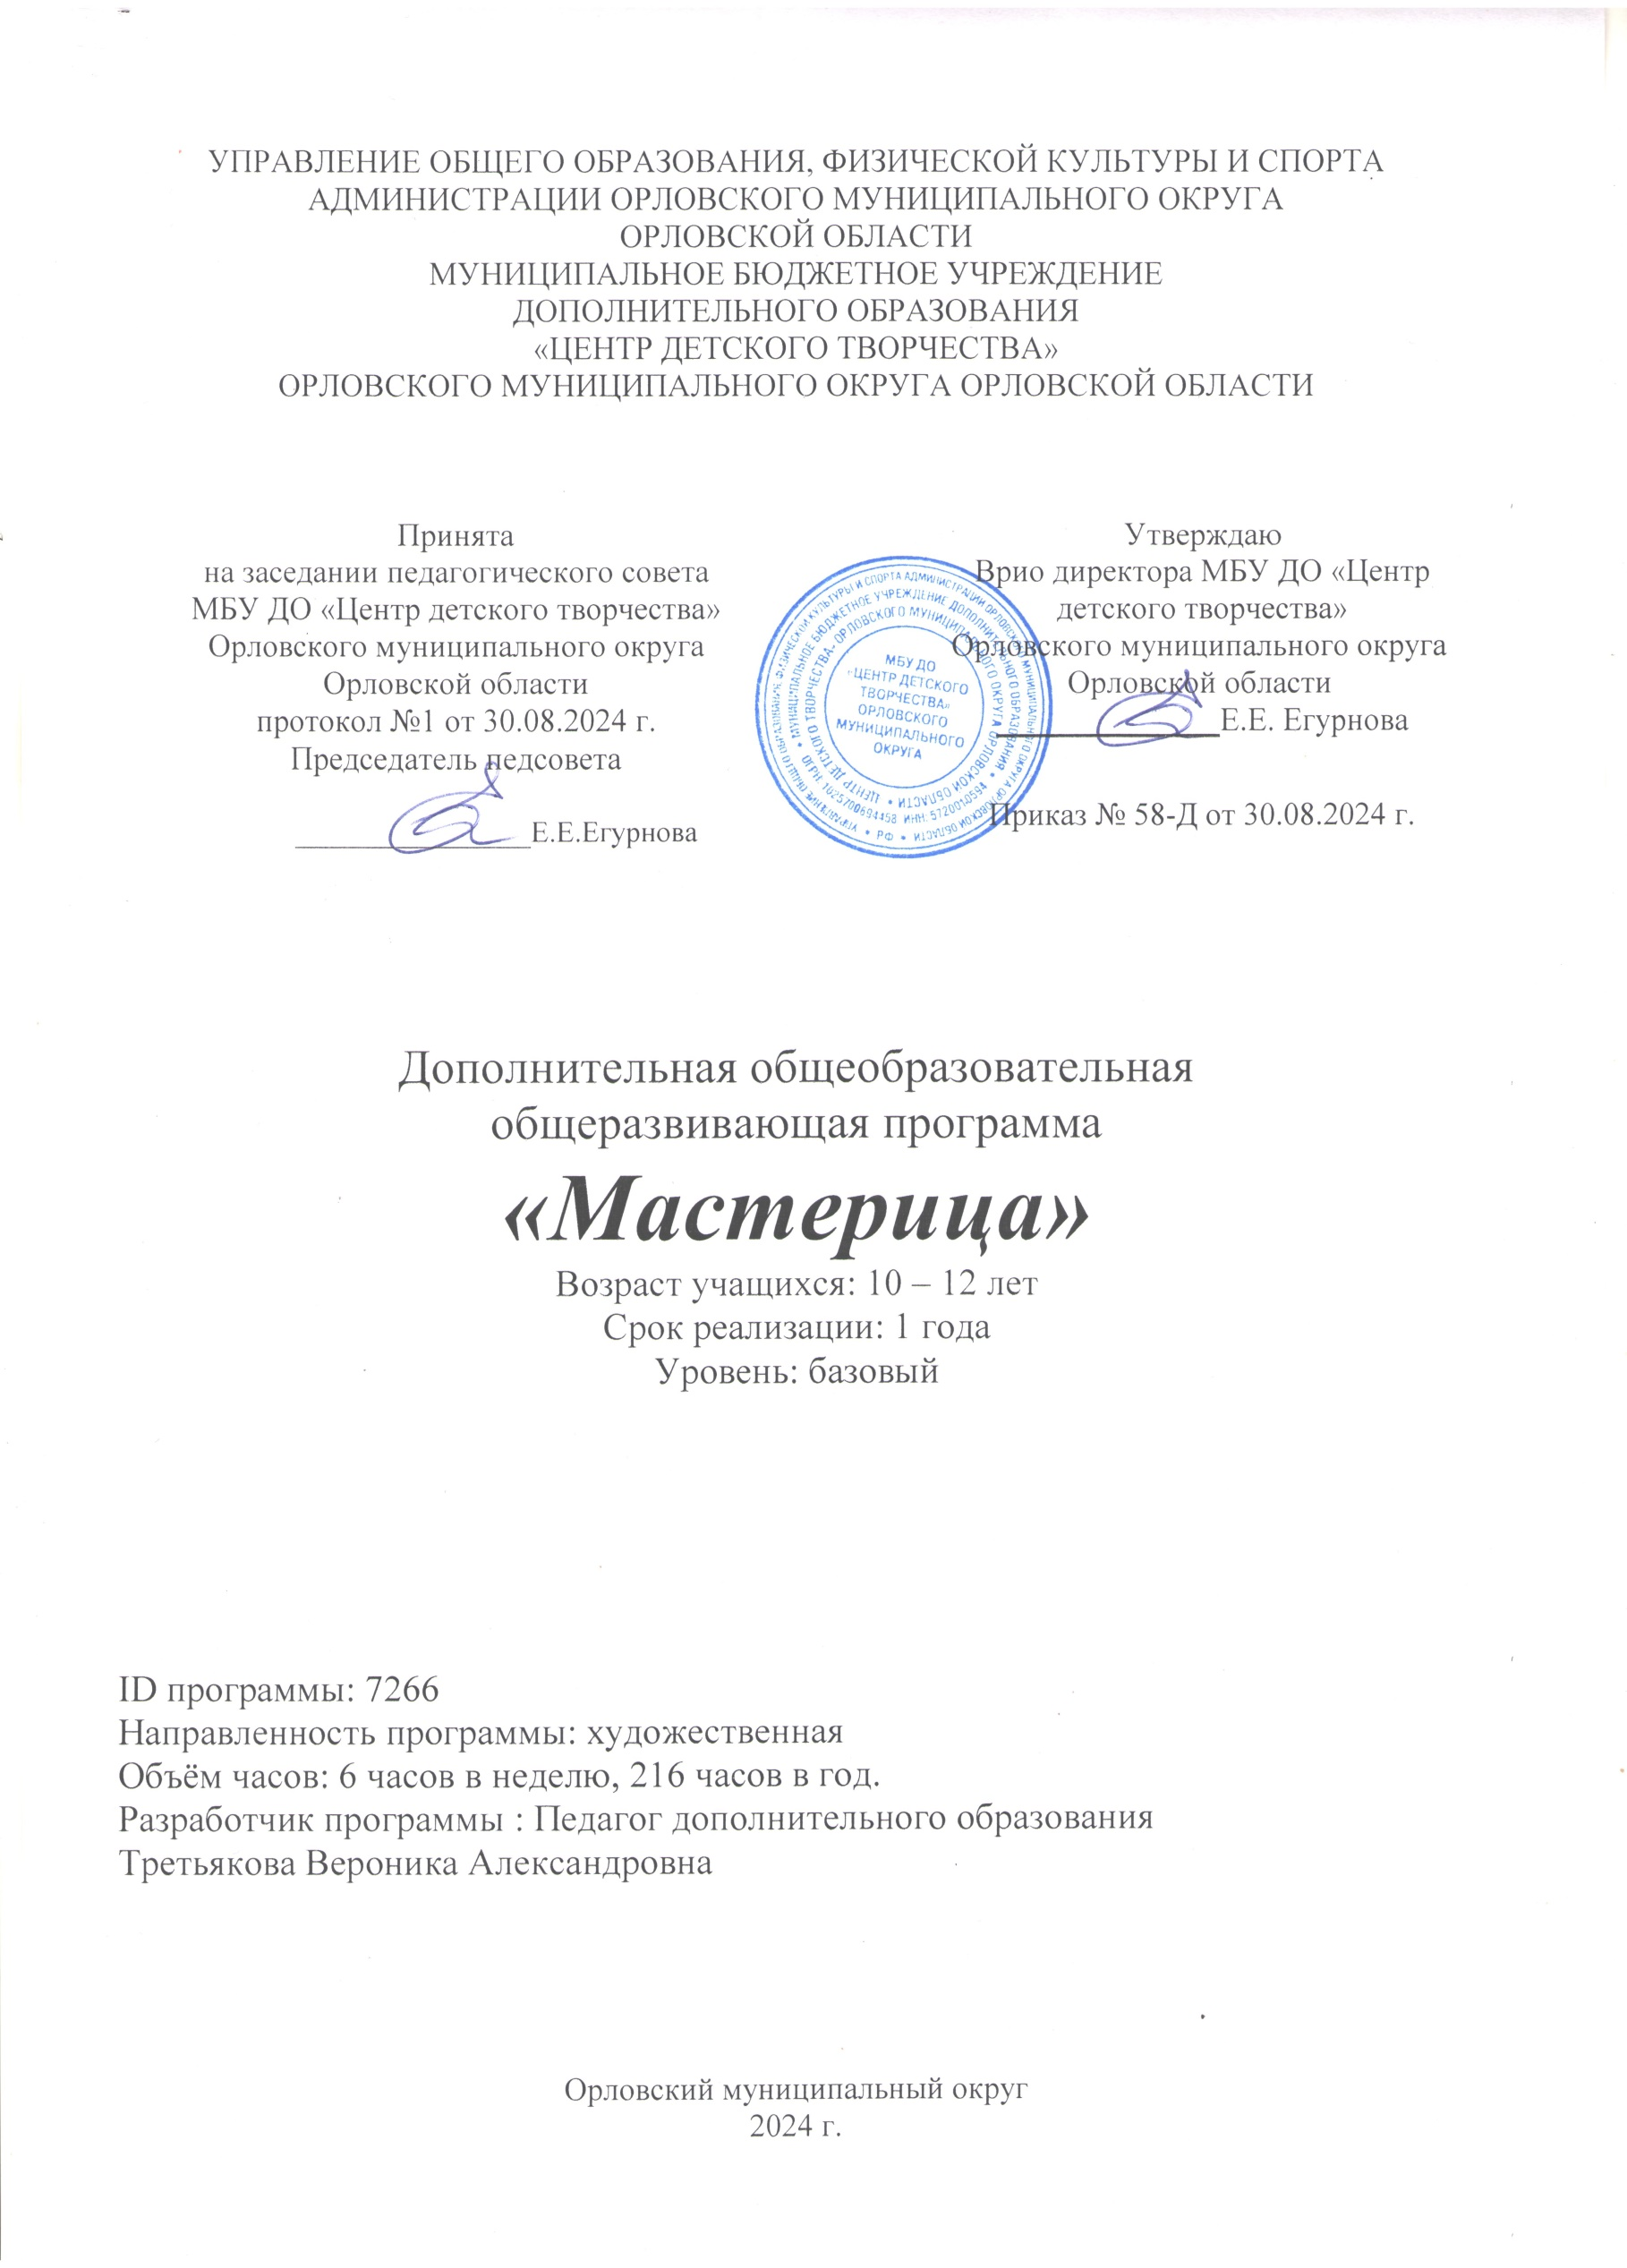 УПРАВЛЕНИЕ ОБЩЕГО ОБРАЗОВАНИЯ, ФИЗИЧЕСКОЙ КУЛЬТУРЫ И СПОРТА
АДМИНИСТРАЦИИ ОРЛОВСКОГО МУНИЦИПАЛЬНОГО ОКРУГА
ОРЛОВСКОЙ ОБЛАСТИ
МУНИЦИПАЛЬНОЕ БЮДЖЕТНОЕ УЧРЕЖДЕНИЕ
ДОПОЛНИТЕЛЬНОГО ОБРАЗОВАНИЯ
«ЦЕНТР ДЕТСКОГО ТВОРЧЕСТВА»
ОРЛОВСКОГО МУНИЦИПАЛЬНОГО ОКРУГА ОРЛОВСКОЙ ОБЛАСТИ
Принята
на заседании педагогического совета
МБУ ДО «Центр детского творчества»
Орловского муниципального округа
Орловской области
протокол №1 от 30.08.2024 г.
Председатель педсовета
Е.Е.Егурнова
Утверждаю
Врио директора МБУ ДО «Центр
детского творчества»
Орловского муниципального округа
Орловской области
Е.Е. Егурнова
Приказ № 58-Д от 30.08.2024 г.
МБУ ДО
«ЦЕНТР ДЕТСКОГО
ТВОРЧЕСТВА»
ОРЛОВСКОГО
МУНИЦИПАЛЬНОГО
ОКРУГА
Дополнительная общеобразовательная
общеразвивающая программа
«Мастерица»
Возраст учащихся: 10 – 12 лет
Срок реализации: 1 года
Уровень: базовый
ID программы: 7266
Направленность программы: художественная
Объём часов: 6 часов в неделю, 216 часов в год.
Разработчик программы : Педагог дополнительного образования
Третьякова Вероника Александровна
Орловский муниципальный округ
2024 г.